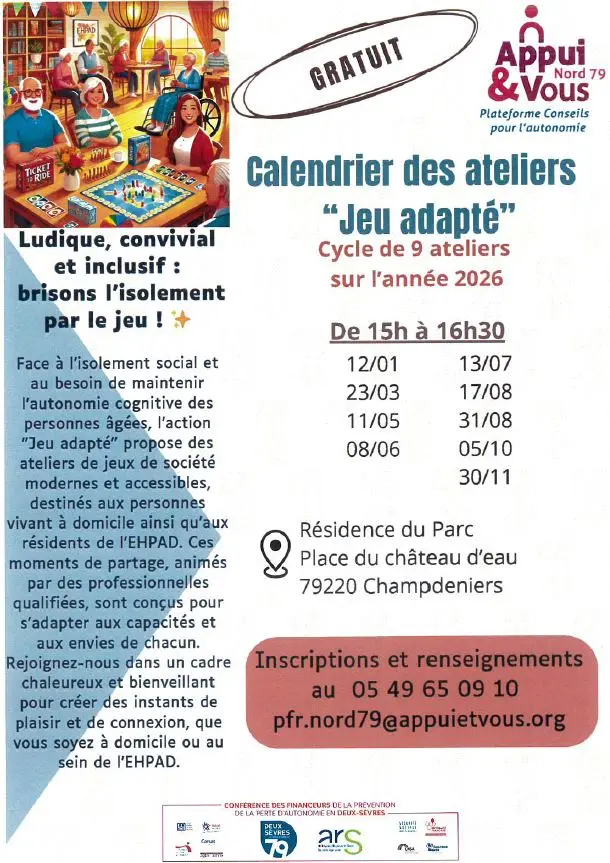 EHPAD
TICKET
RIDE
GRATUIT
Appui
Nord 79
&Vous
Plateforme Conseils
pour l'autonomie
Calendrier des ateliers
“Jeu adapté”
Cycle de 9 ateliers
sur l'année 2026
De 15h à 16h30
12/01
23/03
11/05
08/06
13/07
17/08
31/08
05/10
30/11
Résidence du Parc
Place du château d'eau
79220 Champdeniers
Inscriptions et renseignements
au 05 49 65 09 10
pfr.nord79@appuietvous.org
Ludique, convivial
et inclusif :
brisons l'isolement
par le jeu !
Face à l'isolement social et
au besoin de maintenir
l'autonomie cognitive des
personnes âgées, l'action
"Jeu adapté" propose des
ateliers de jeux de société
modernes et accessibles,
destinés aux personnes
vivant à domicile ainsi qu'aux
résidents de l'EHPAD. Ces
moments de partage, animés
par des professionnelles
qualifiées, sont conçus pour
s'adapter aux capacités et
aux envies de chacun.
Rejoignez-nous dans un cadre
chaleureux et bienveillant
pour créer des instants de
plaisir et de connexion, que
vous soyez à domicile ou au
sein de l'EHPAD.
CONFÉRENCE DES FINANCEURS DE LA PRÉVENTION
DE LA PERTE D'AUTONOMIE EN DEUX-SÈVRES
DEUX-
SÈVRES
79
ars